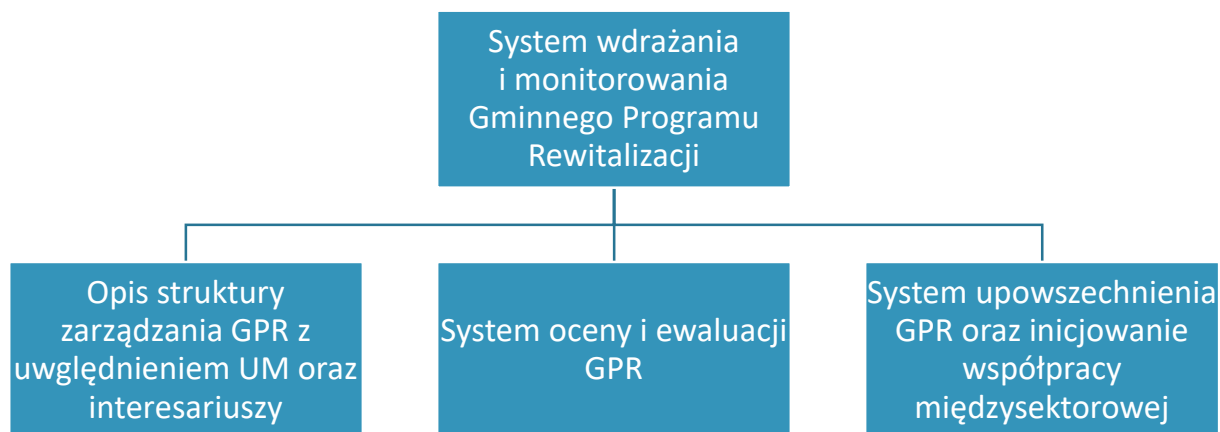 System wdrażania
i monitorowania
Gminnego Programu
Rewitalizacji
Opis struktury
zarządzania GPR z
uwględnieniem UM oraz
interesariuszy
System oceny i ewaluacji
GPR
System upowszechnienia
GPR oraz inicjowanie
współpracy
międzysektorowej